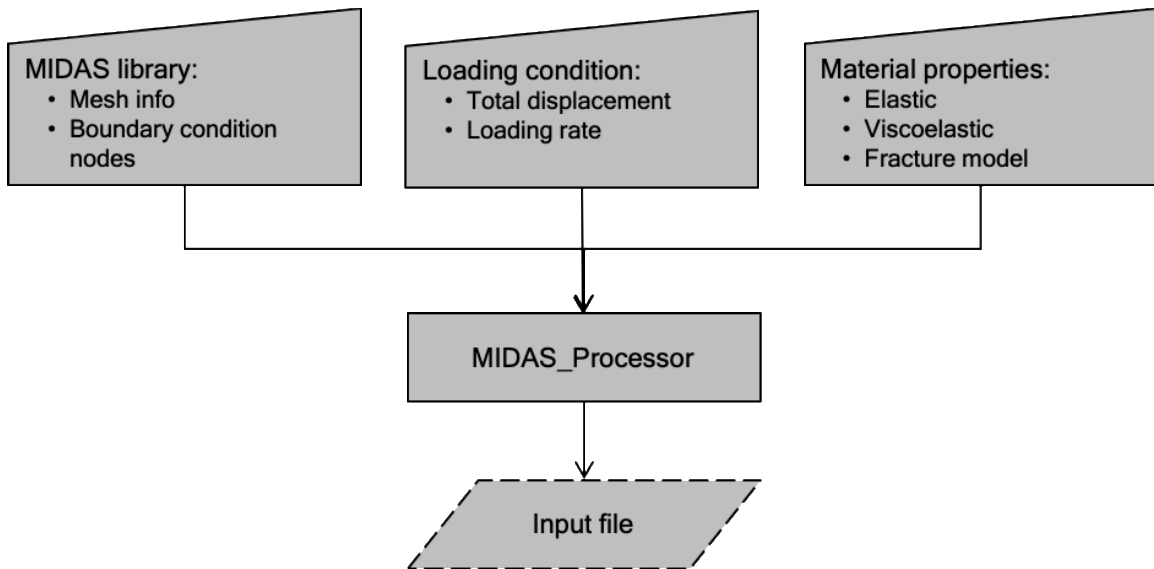 MIDAS library:
• Mesh info
• Boundary condition
nodes
Loading condition:
• Total displacement
• Loading rate
Material properties:
• Elastic
• Viscoelastic
• Fracture model
MIDAS_Processor
Input file